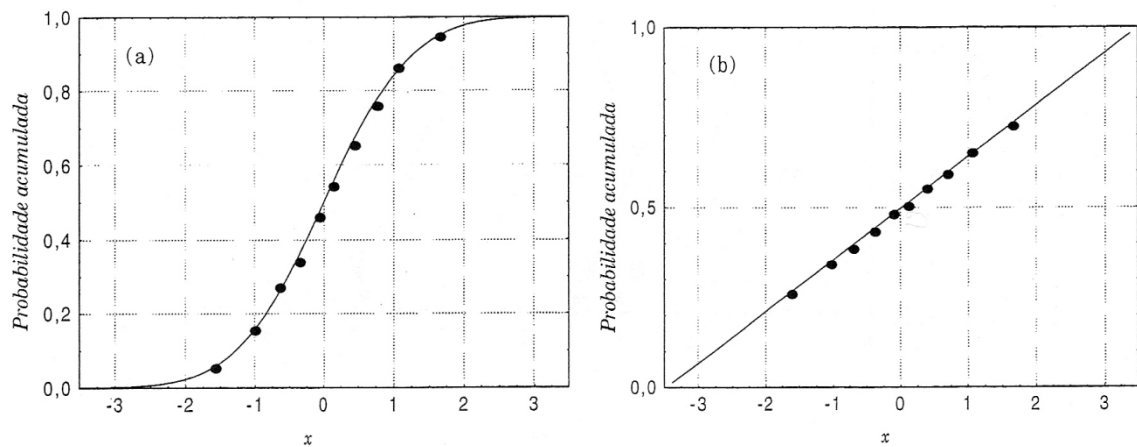 (a)
Probabilidade acumulada
1,0
0,8
0,6
0,4
0,2
0,0
-3 -2 -1 0 1 2 3
x
(b)
Probabilidade acumulada
1,0
0,5
0,0
-3 -2 -1 0 1 2 3
x